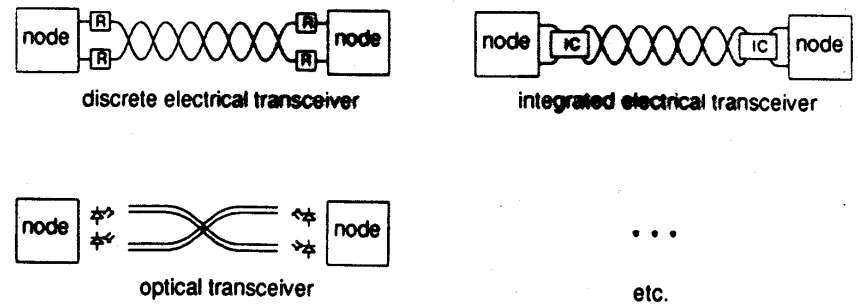 node R R node
R R
discrete electrical transceiver
node IC IC node
integrated electrical transceiver
node node
optical transceiver
. . .
etc.